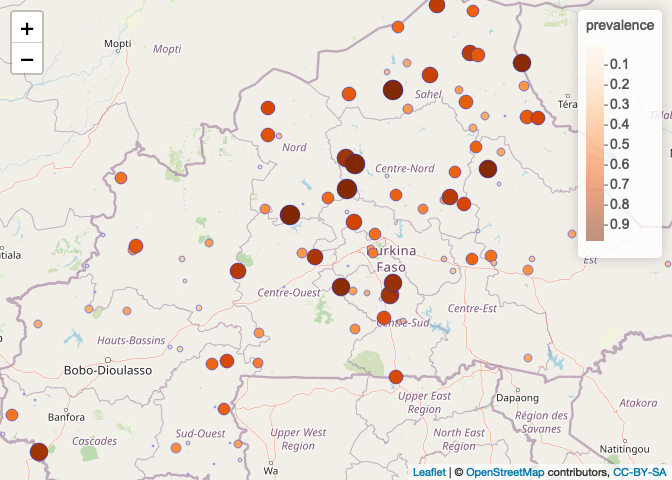 +
−
prevalence
0.1
0.2
0.3
0.4
0.5
0.6
0.7
0.8
0.9
Mopti
Mopti
Sahel
Téra
Nord
Centre-Nord
Burkina
Faso
Est
Centre-Ouest
Centre-Est
Centre-Sud
Hauts-Bassins
Bobo-Dioulasso
Banfora
Cascades
Sud-Ouest
Upper West
Region
Wa
Upper East
Region
North East
Region
Dapaong
Région des
Savanes
Atakora
Natitingou
Leaflet | © OpenStreetMap contributors, CC-BY-SA